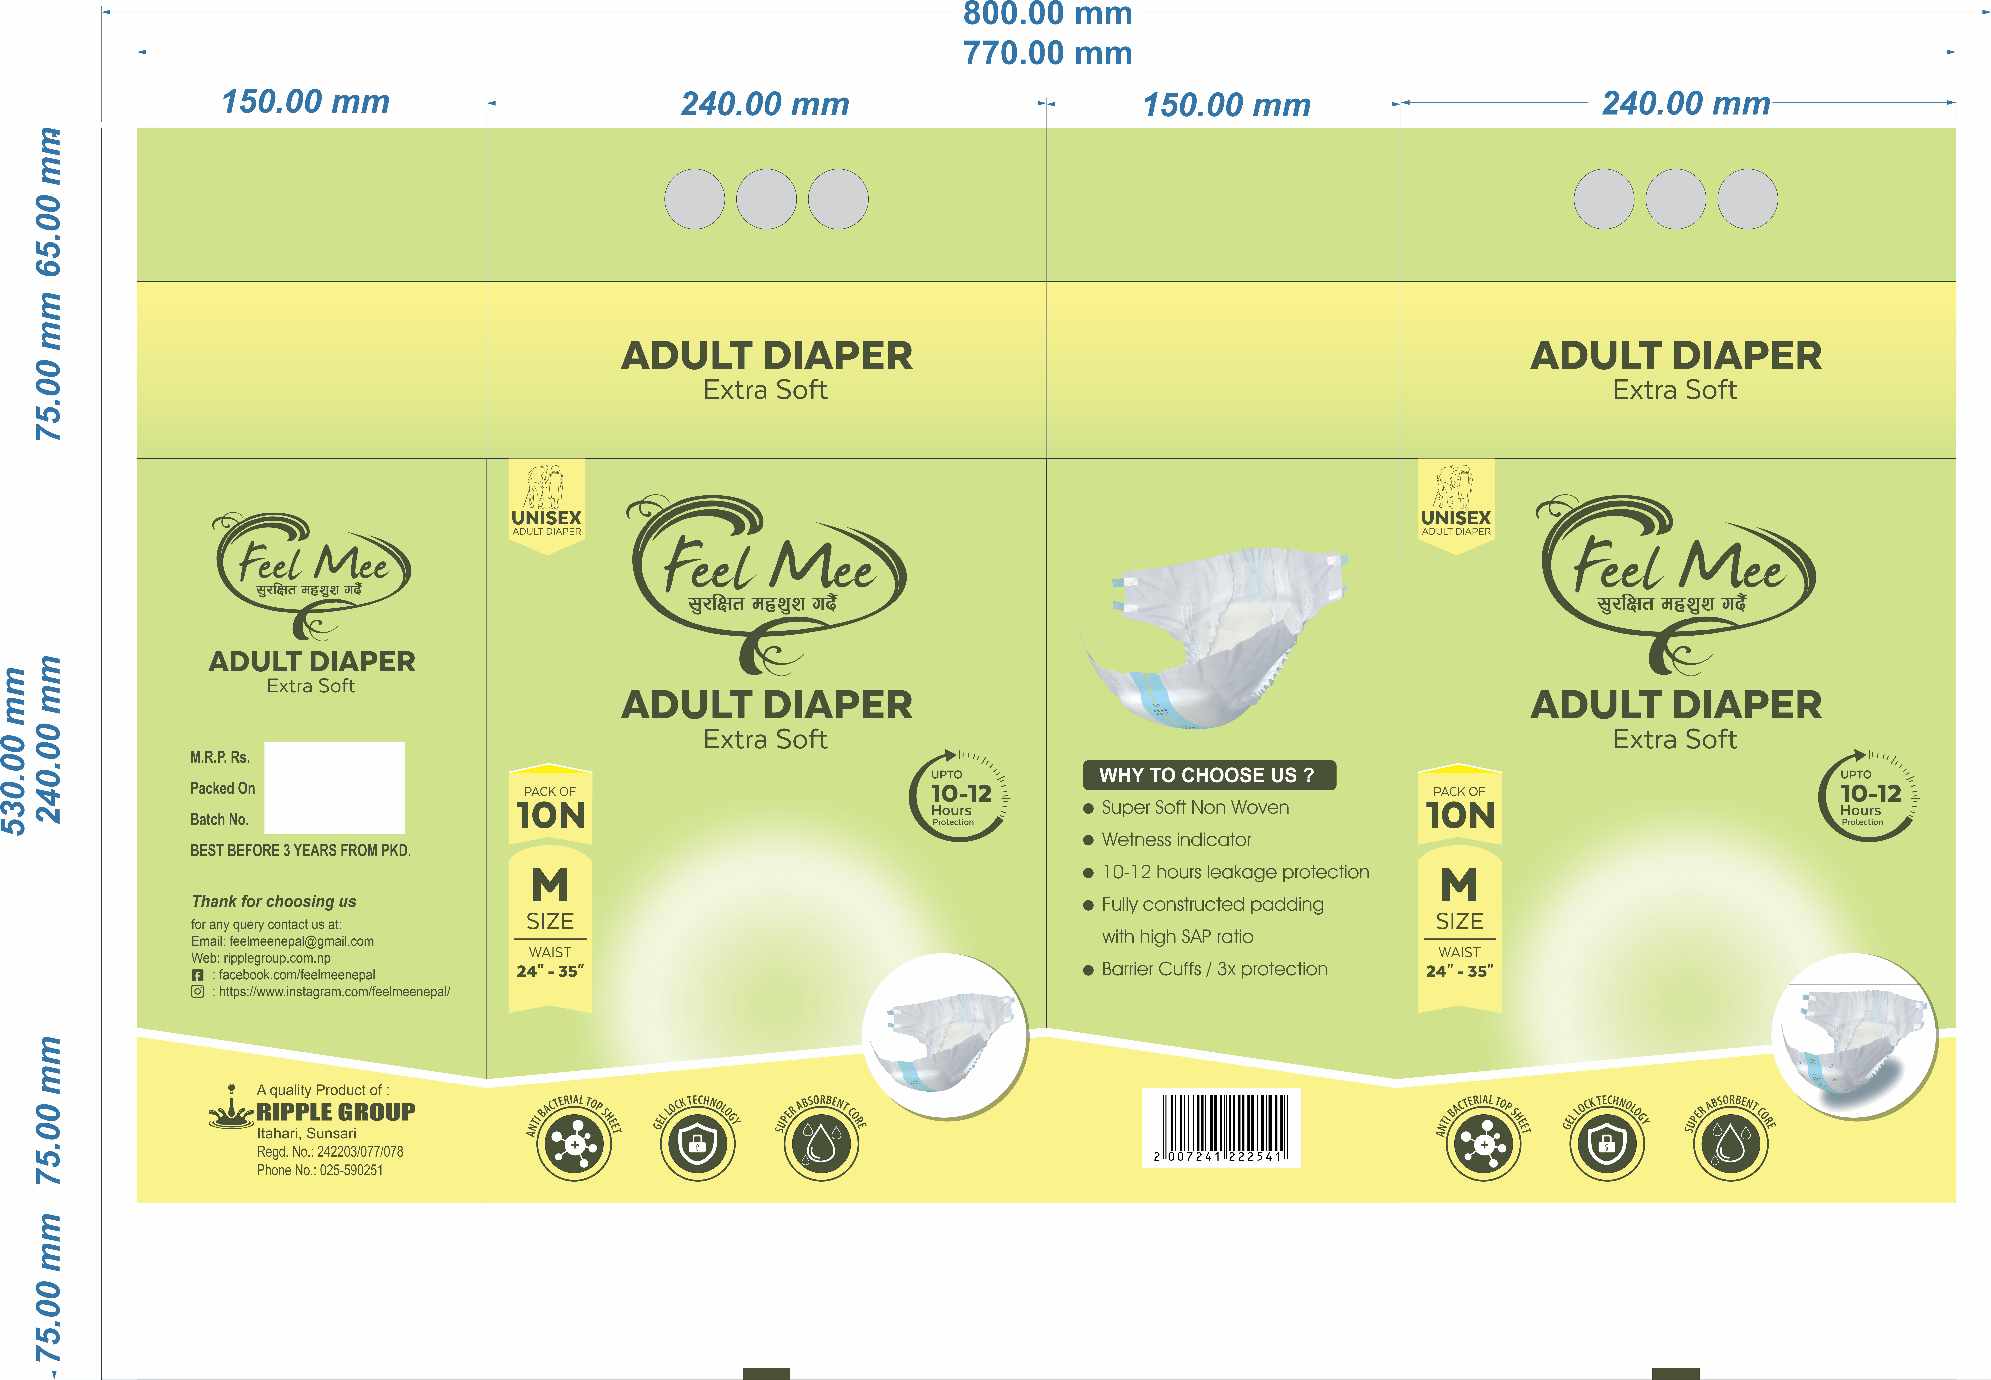 800.00 mm
770.00 mm
150.00 mm
240.00 mm
150.00 mm
240.00 mm
65.00 mm
75.00 mm
530.00 mm
240.00 mm
75.00 mm
75.00 mm
ADULT DIAPER
Extra Soft
ADULT DIAPER
Extra Soft
Feel Mee
सुरक्षित महशुश गर्दै
ADULT DIAPER
Extra Soft
M.R.P. Rs.
Packed On
Batch No.
BEST BEFORE 3 YEARS FROM PKD.
Thank for choosing us
for any query contact us at:
Email: feelmeenepal@gmail.com
Web: ripplegroup.com.np
: facebook.com/feelmeenepal
: https://www.instagram.com/feelmeenepal/
A quality Product of :
RIPPLE GROUP
Itahari, Sunsari
Regd. No.: 242203/077/078
Phone No.: 025-590251
UNISEX
ADULT DIAPER
Feel Mee
सुरक्षित महशुश गर्दै
ADULT DIAPER
Extra Soft
UPTO
10-12
Hours
Protection
PACK OF
10N
M
SIZE
WAIST
24" - 35"
ANTI BACTERIAL TOP SHEET
GEL LOCK TECHNOLOGY
SUPER ABSORBENT CORE
WHY TO CHOOSE US ?
● Super Soft Non Woven
● Wetness indicator
● 10-12 hours leakage protection
● Fully constructed padding
with high SAP ratio
● Barrier Cuffs / 3x protection
2 007241 222541
UNISEX
ADULT DIAPER
Feel Mee
सुरक्षित महशुश गर्दै
ADULT DIAPER
Extra Soft
UPTO
10-12
Hours
Protection
PACK OF
10N
M
SIZE
WAIST
24" - 35"
ANTI BACTERIAL TOP SHEET
GEL LOCK TECHNOLOGY
SUPER ABSORBENT CORE